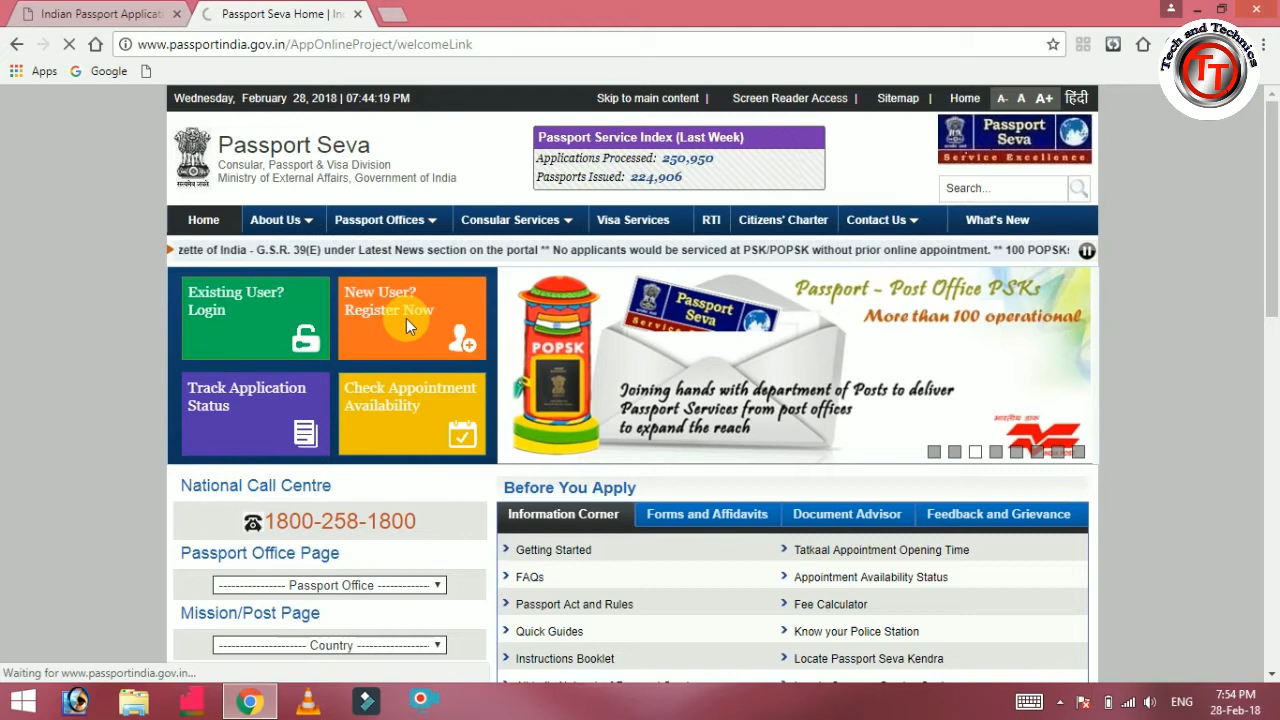 Indian Passport Applicat
Passport Seva Home | In
www.passportindia.gov.in/AppOnlineProject/welcomeLink
Apps
Google
Tech and Technics
TT
Wednesday, February 28, 2018 | 07:44:19 PM
Skip to main content |
Screen Reader Access |
Sitemap |
Home
A- A A+
हिंदी
सत्यमेव जयते
Passport Seva
Consular, Passport & Visa Division
Ministry of External Affairs, Government of India
Passport Service Index (Last Week)
Applications Processed: 250,950
Passports Issued: 224,906
Passport
Seva
Service Excellence
Search...
Home
About Us
Passport Offices
Consular Services
Visa Services
RTI
Citizens' Charter
Contact Us
What's New
zette of India - G.S.R. 39(E) under Latest News section on the portal ** No applicants would be serviced at PSK/POPSK without prior online appointment. ** 100 POPSKs
Existing User?
Login
New User?
Register Now
Track Application
Status
Check Appointment
Availability
POPSK
Passport
Seva
Passport - Post Office PSKs
More than 100 operational
Joining hands with department of Posts to deliver
Passport Services from post offices
to expand the reach
भारतीय डाक
National Call Centre
1800-258-1800
Passport Office Page
---------------- Passport Office -------------
Mission/Post Page
------------------ Country -----------------
Before You Apply
Information Corner
Forms and Affidavits
Document Advisor
Feedback and Grievance
Getting Started
Tatkaal Appointment Opening Time
FAQs
Appointment Availability Status
Passport Act and Rules
Fee Calculator
Quick Guides
Know your Police Station
Instructions Booklet
Locate Passport Seva Kendra
Waiting for www.passportindia.gov.in...
ENG
7:54 PM
28-Feb-18